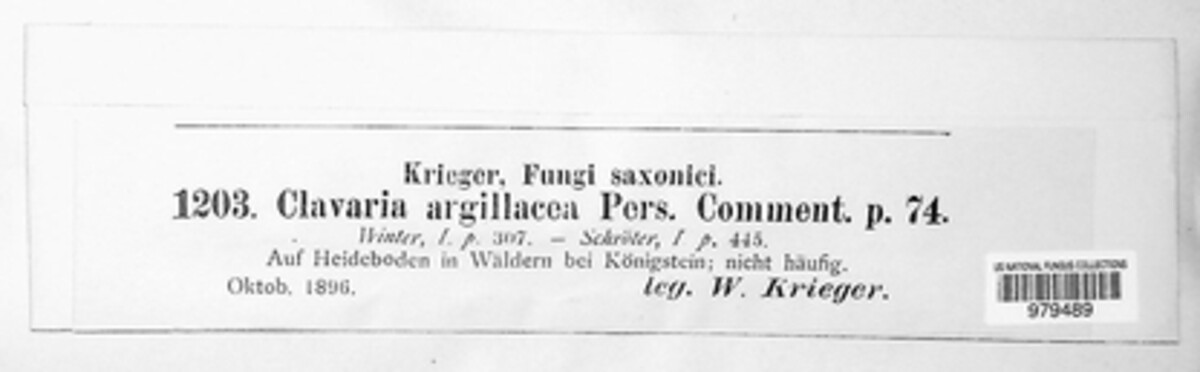 Krieger, Fungi saxonici.
1203. Clavaria argillacea Pers. Comment. p. 74.
Winter, l. p. 307. — Schröter, l p. 445.
Auf Heideboden in Wäldern bei Königstein; nicht häufig.
Oktob. 1896.
leg. W. Krieger.
US NATIONAL FUNGUS COLLECTIONS
979489